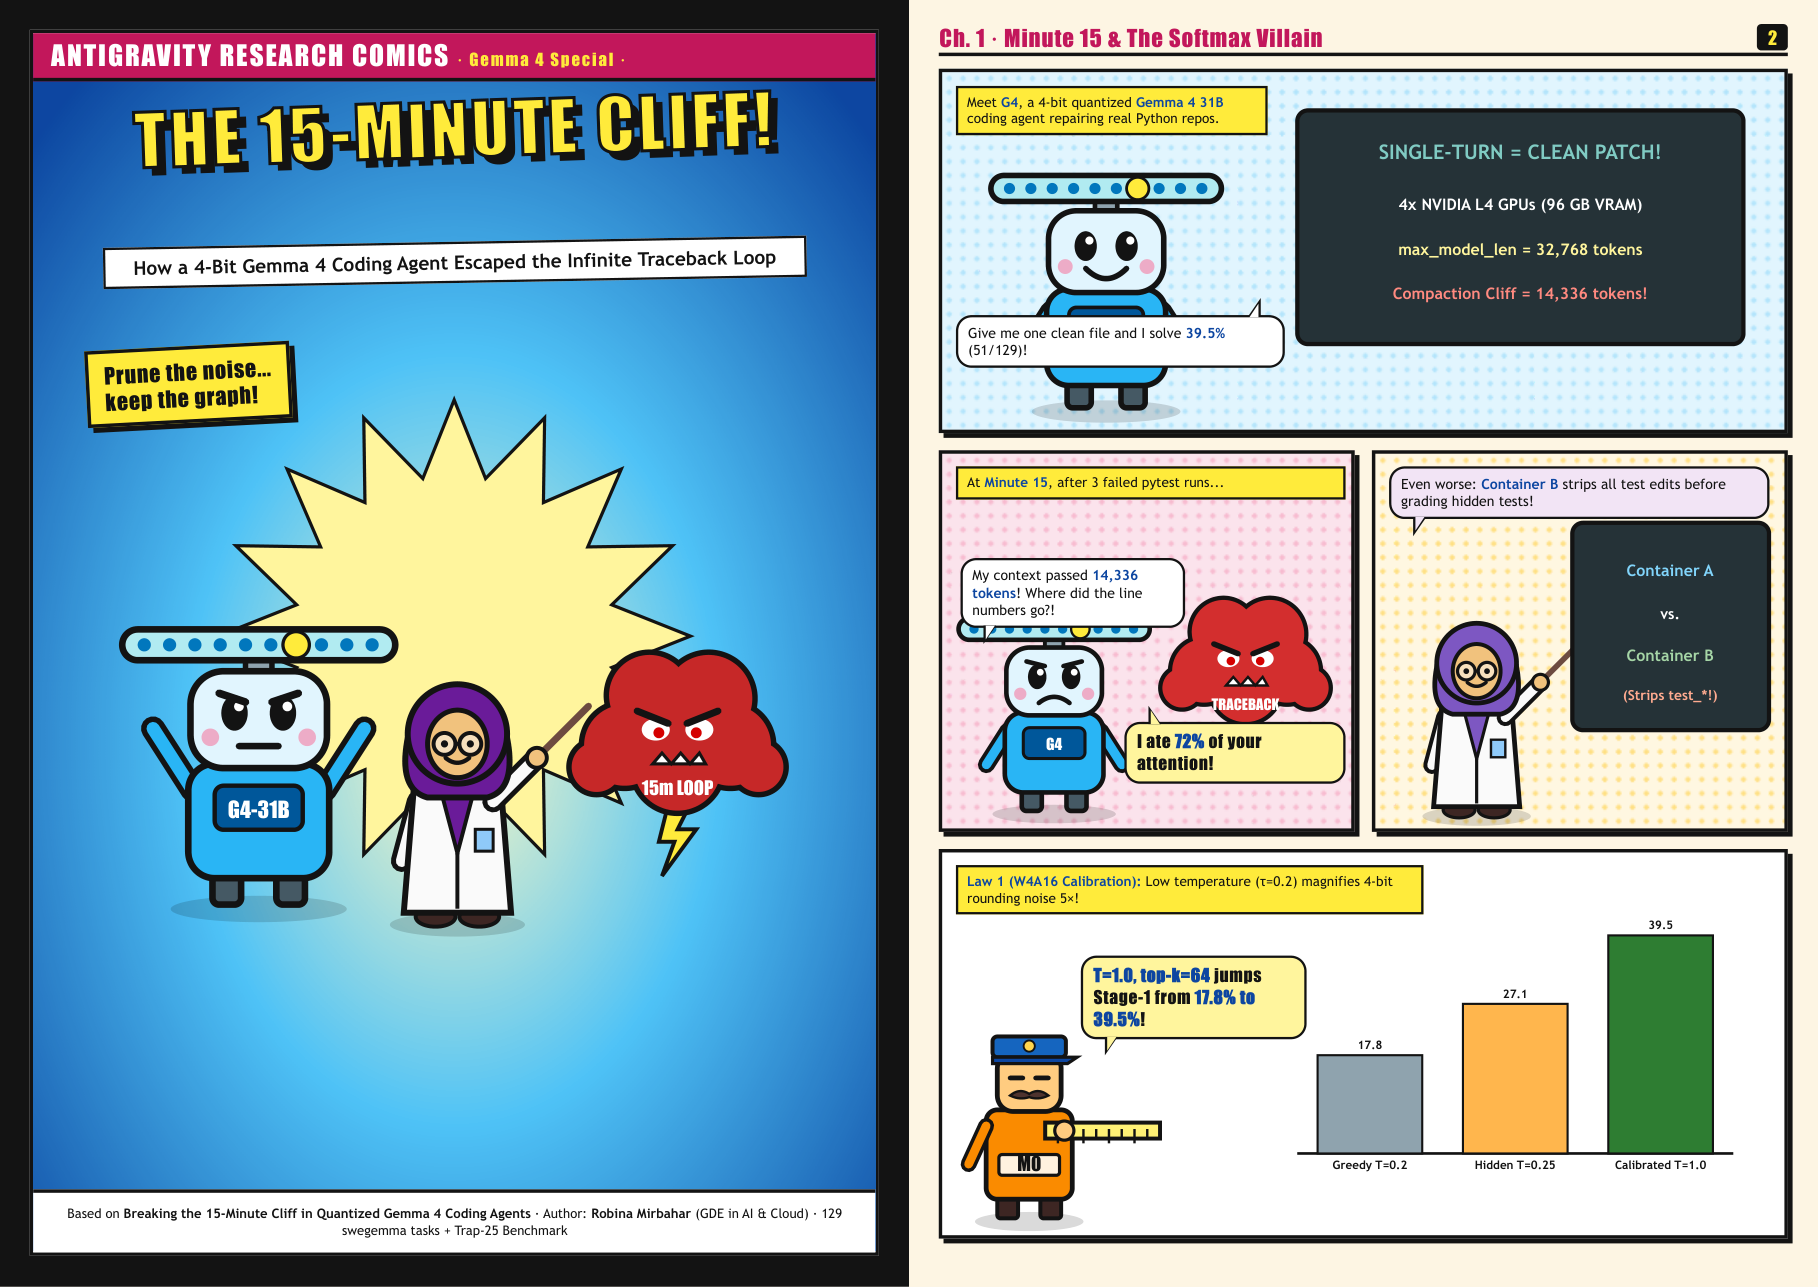 ANTIGRAVITY RESEARCH COMICS · Gemma 4 Special ·
THE 15-MINUTE CLIFF!
How a 4-Bit Gemma 4 Coding Agent Escaped the Infinite Traceback Loop
Prune the noise...
keep the graph!
G4-31B
15m LOOP
Based on Breaking the 15-Minute Cliff in Quantized Gemma 4 Coding Agents · Author: Robina Mirbahar (GDE in AI & Cloud) · 129
swegemma tasks + Trap-25 Benchmark
Ch. 1 · Minute 15 & The Softmax Villain
2
Meet G4, a 4-bit quantized Gemma 4 31B
coding agent repairing real Python repos.
Give me one clean file and I solve 39.5%
(51/129)!
SINGLE-TURN = CLEAN PATCH!
4x NVIDIA L4 GPUs (96 GB VRAM)
max_model_len = 32,768 tokens
Compaction Cliff = 14,336 tokens!
At Minute 15, after 3 failed pytest runs...
My context passed 14,336
tokens! Where did the line
numbers go?!
G4
TRACEBACK
I ate 72% of your
attention!
Even worse: Container B strips all test edits before
grading hidden tests!
Container A
vs.
Container B
(Strips test_*!)
Law 1 (W4A16 Calibration): Low temperature (τ=0.2) magnifies 4-bit
rounding noise 5×!
T=1.0, top-k=64 jumps
Stage-1 from 17.8% to
39.5%!
MO
17.8
27.1
39.5
Greedy T=0.2
Hidden T=0.25
Calibrated T=1.0